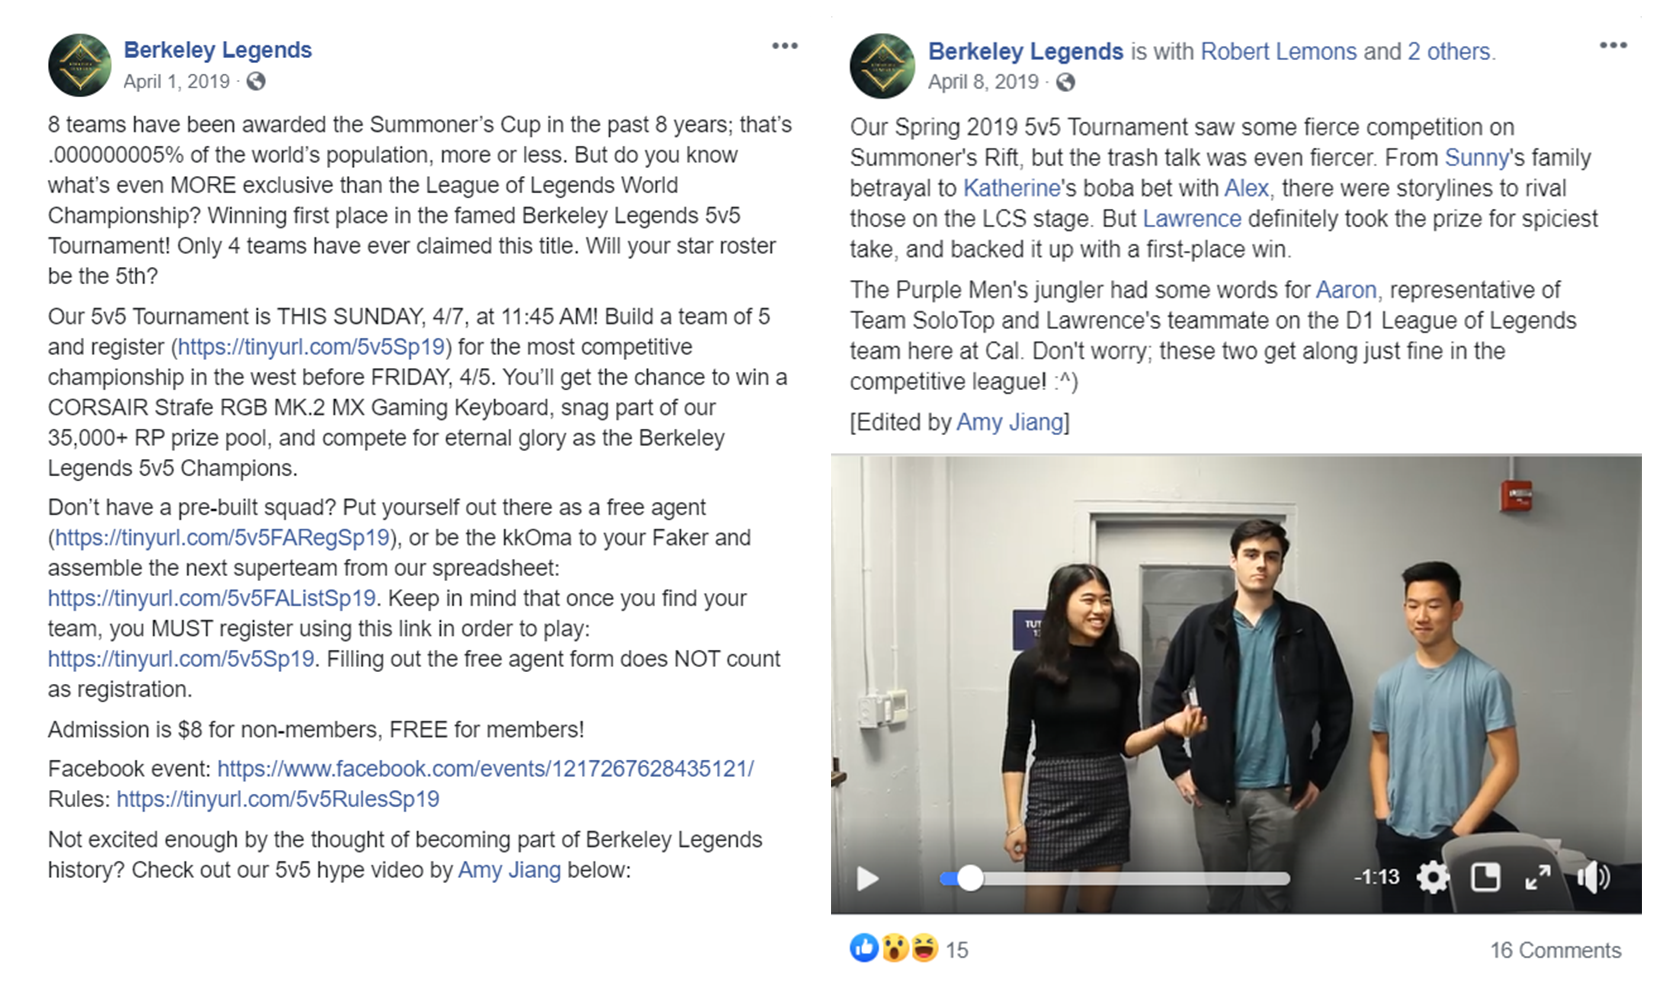 Berkeley Legends
April 1, 2019 ·
8 teams have been awarded the Summoner’s Cup in the past 8 years; that’s
.000000005% of the world’s population, more or less. But do you know
what’s even MORE exclusive than the League of Legends World
Championship? Winning first place in the famed Berkeley Legends 5v5
Tournament! Only 4 teams have ever claimed this title. Will your star roster
be the 5th?
Our 5v5 Tournament is THIS SUNDAY, 4/7, at 11:45 AM! Build a team of 5
and register (https://tinyurl.com/5v5Sp19) for the most competitive
championship in the west before FRIDAY, 4/5. You’ll get the chance to win a
CORSAIR Strafe RGB MK.2 MX Gaming Keyboard, snag part of our
35,000+ RP prize pool, and compete for eternal glory as the Berkeley
Legends 5v5 Champions.
Don’t have a pre-built squad? Put yourself out there as a free agent
(https://tinyurl.com/5v5FARegSp19), or be the kkOma to your Faker and
assemble the next superteam from our spreadsheet:
https://tinyurl.com/5v5FAListSp19. Keep in mind that once you find your
team, you MUST register using this link in order to play:
https://tinyurl.com/5v5Sp19. Filling out the free agent form does NOT count
as registration.
Admission is $8 for non-members, FREE for members!
Facebook event: https://www.facebook.com/events/1217267628435121/
Rules: https://tinyurl.com/5v5RulesSp19
Not excited enough by the thought of becoming part of Berkeley Legends
history? Check out our 5v5 hype video by Amy Jiang below:
Berkeley Legends is with Robert Lemons and 2 others.
April 8, 2019 ·
Our Spring 2019 5v5 Tournament saw some fierce competition on
Summoner's Rift, but the trash talk was even fiercer. From Sunny's family
betrayal to Katherine's boba bet with Alex, there were storylines to rival
those on the LCS stage. But Lawrence definitely took the prize for spiciest
take, and backed it up with a first-place win.
The Purple Men's jungler had some words for Aaron, representative of
Team SoloTop and Lawrence's teammate on the D1 League of Legends
team here at Cal. Don't worry; these two get along just fine in the
competitive league! :^)
[Edited by Amy Jiang]
-1:13
15
16 Comments